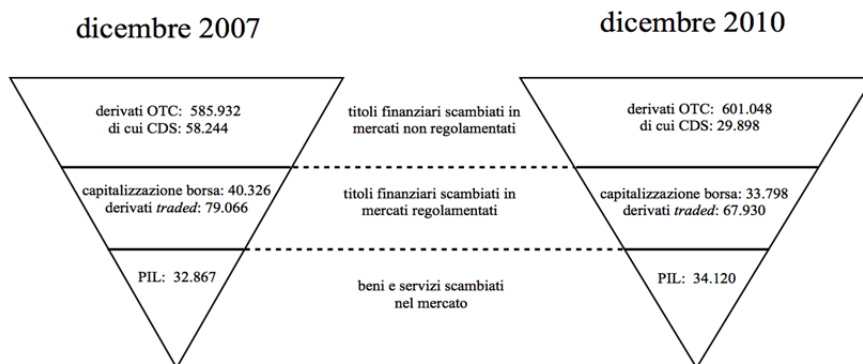 dicembre 2007
dicembre 2010
derivati OTC: 585.932
di cui CDS: 58.244
titoli finanziari scambiati in
mercati non regolamentati
derivati OTC: 601.048
di cui CDS: 29.898
capitalizzazione borsa: 40.326
derivati traded: 79.066
titoli finanziari scambiati in
mercati regolamentati
capitalizzazione borsa: 33.798
derivati traded: 67.930
PIL: 32.867
beni e servizi scambiati
nel mercato
PIL: 34.120